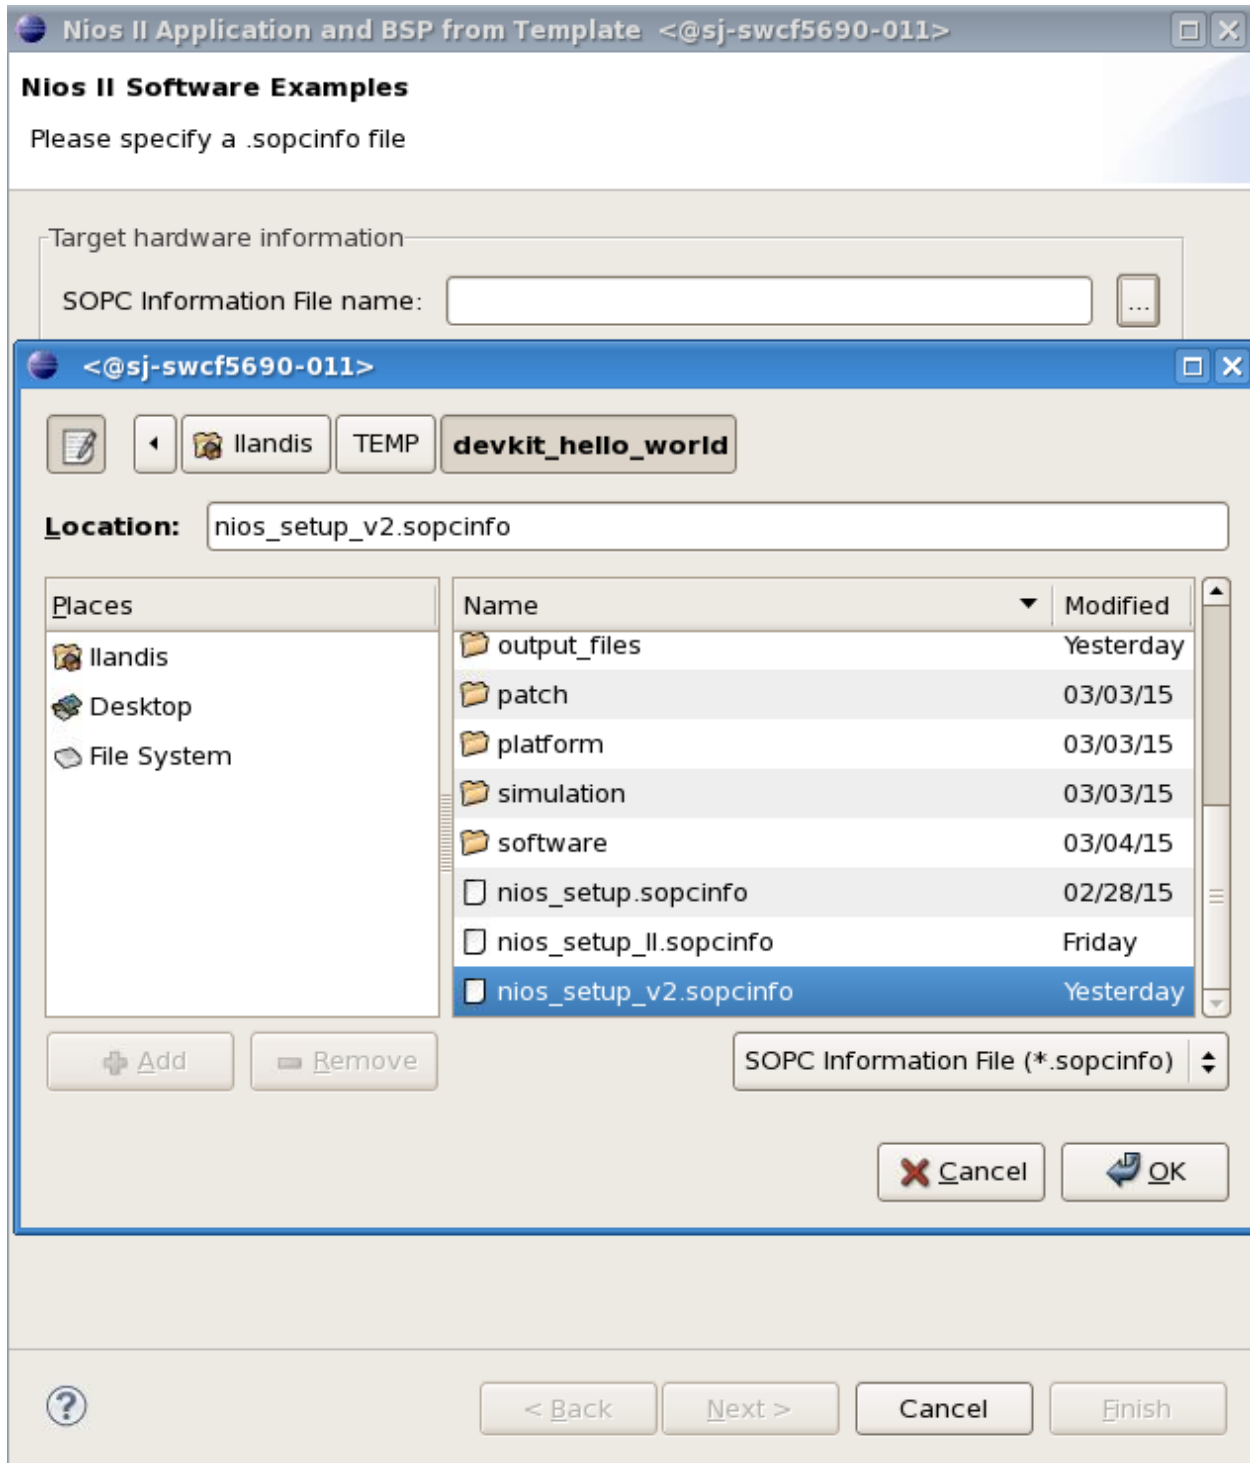 Nios II Application and BSP from Template <@sj-swcf5690-011>
Nios II Software Examples
Please specify a .sopcinfo file
Target hardware information
SOPC Information File name:
...
<@sj-swcf5690-011>
llandis TEMP devkit_hello_world
Location: nios_setup_v2.sopcinfo
Places Name Modified
llandis output_files Yesterday
Desktop patch 03/03/15
File System platform 03/03/15
simulation 03/03/15
software 03/04/15
nios_setup.sopcinfo 02/28/15
nios_setup_II.sopcinfo Friday
nios_setup_v2.sopcinfo Yesterday
Add Remove SOPC Information File (*.sopcinfo)
Cancel OK
? < Back Next > Cancel Finish